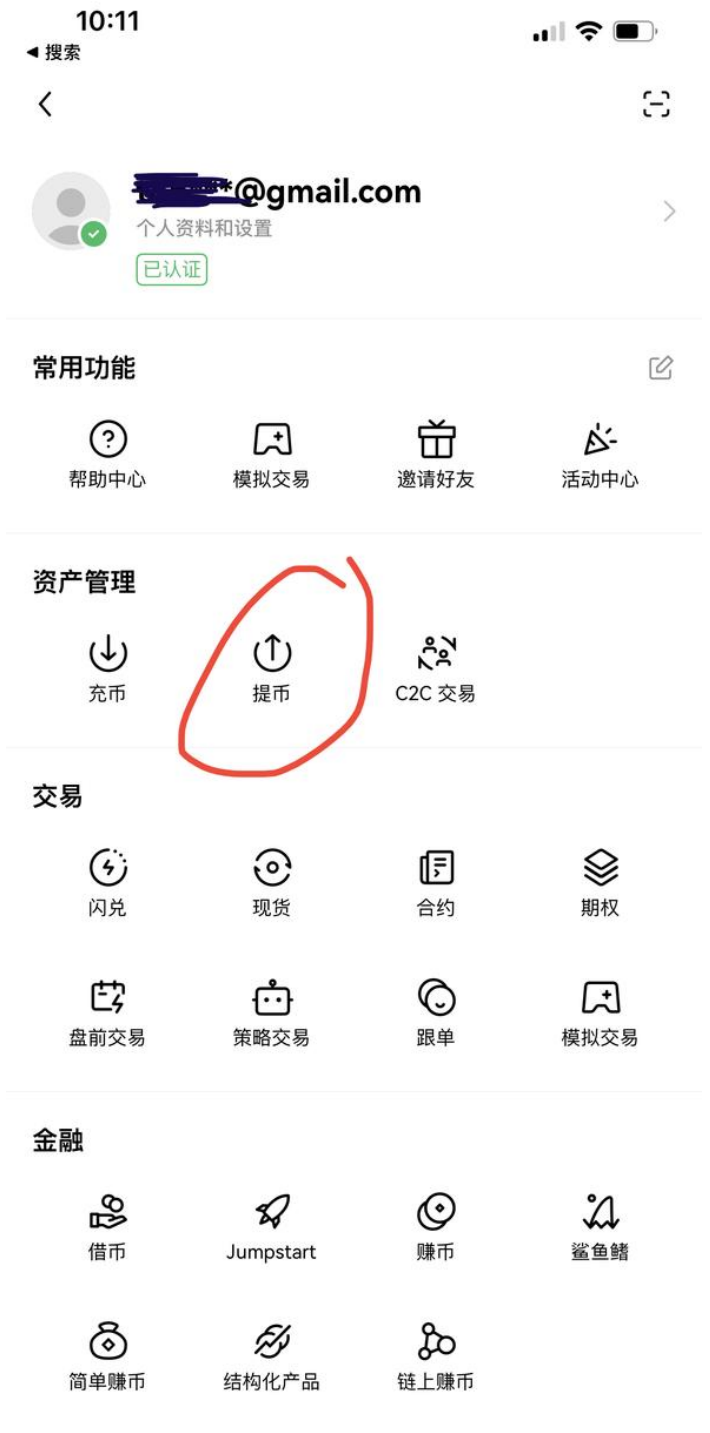 10:11
搜索
*@gmail.com
个人资料和设置
已认证
常用功能
帮助中心 模拟交易 邀请好友 活动中心
资产管理
充币 提币 C2C 交易
交易
闪兑 现货 合约 期权
盘前交易 策略交易 跟单 模拟交易
金融
借币 Jumpstart 赚币 鲨鱼鳍
简单赚币 结构化产品 链上赚币